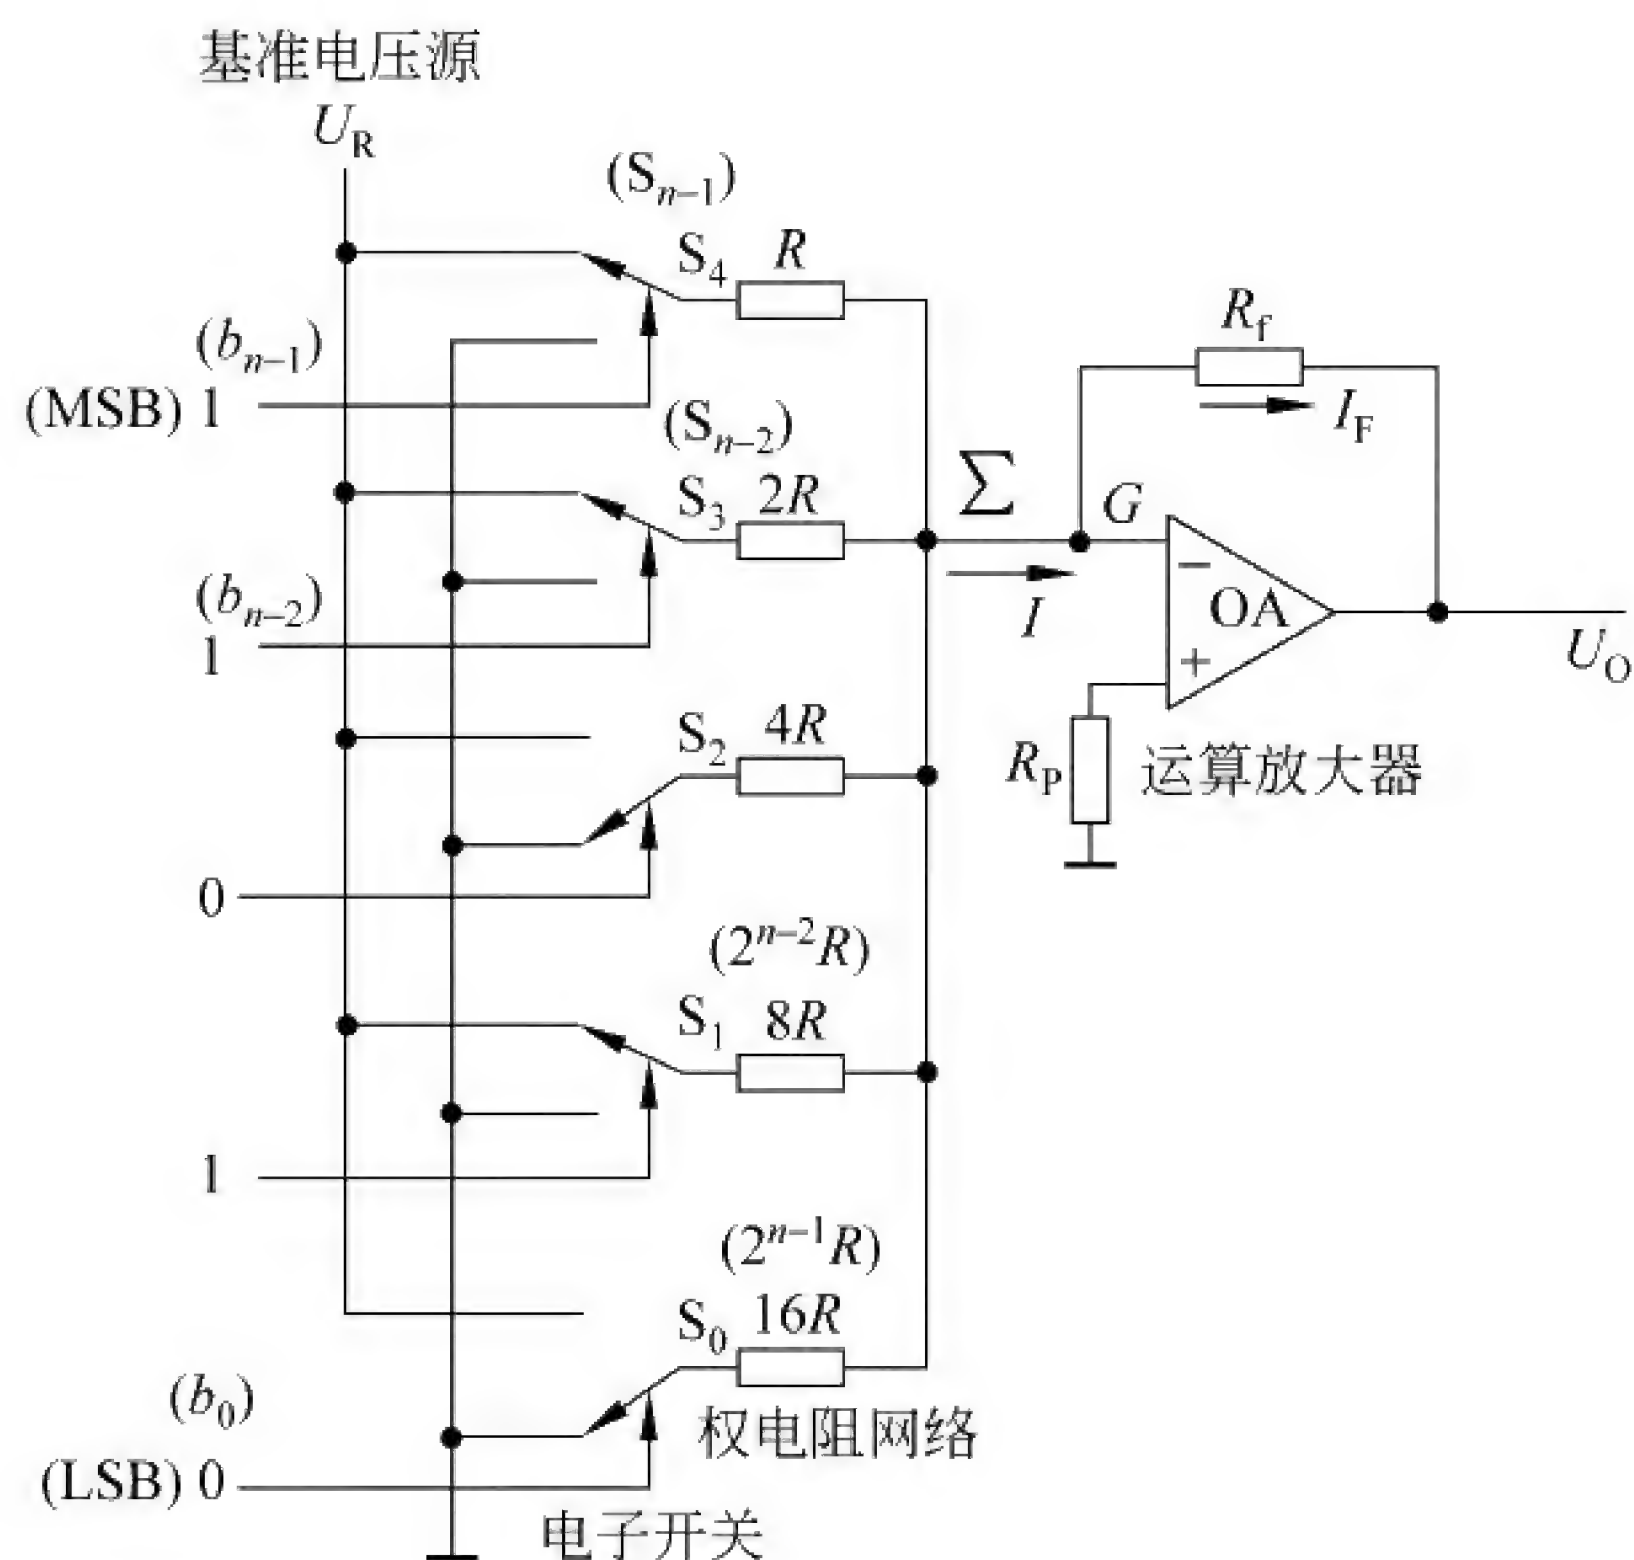 基准电压源
U_R
(S_{n-1})
S_4 R
(b_{n-1})
(MSB) 1
R_f
I_F
(S_{n-2})
S_3 2R
Σ
G
I
−
OA
+
U_O
(b_{n-2})
1
S_2 4R
R_P
运算放大器
0
(2^{n-2}R)
S_1 8R
1
(2^{n-1}R)
S_0 16R
(b_0)
权电阻网络
(LSB) 0
电子开关